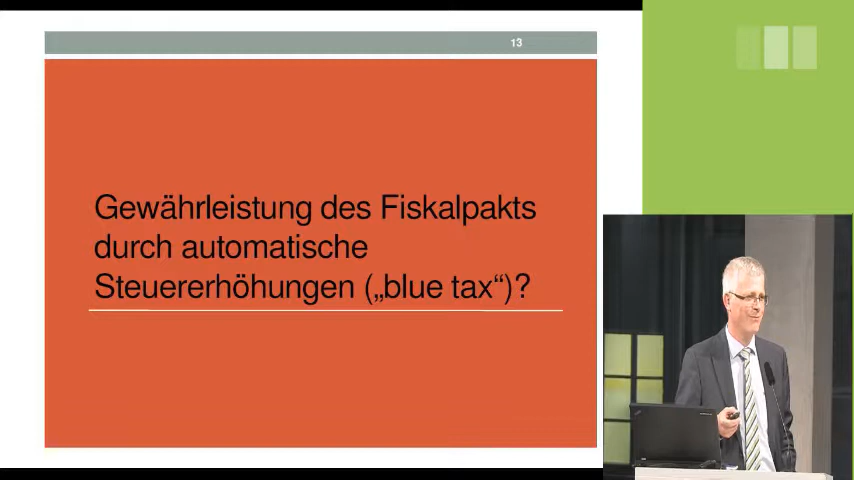 13
Gewährleistung des Fiskalpakts
durch automatische
Steuererhöhungen („blue tax“)?